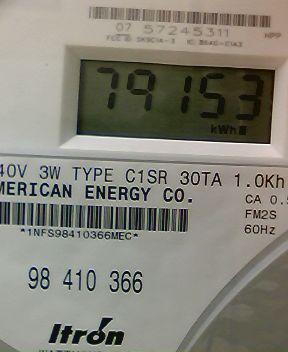 07 57245311
79153
kWh
40V 3W TYPE C1SR 30TA 1.0Kh
MERICAN ENERGY CO.
CA 0.5
FM2S
60Hz
*1NFS98410366MEC*
98 410 366
Itrón